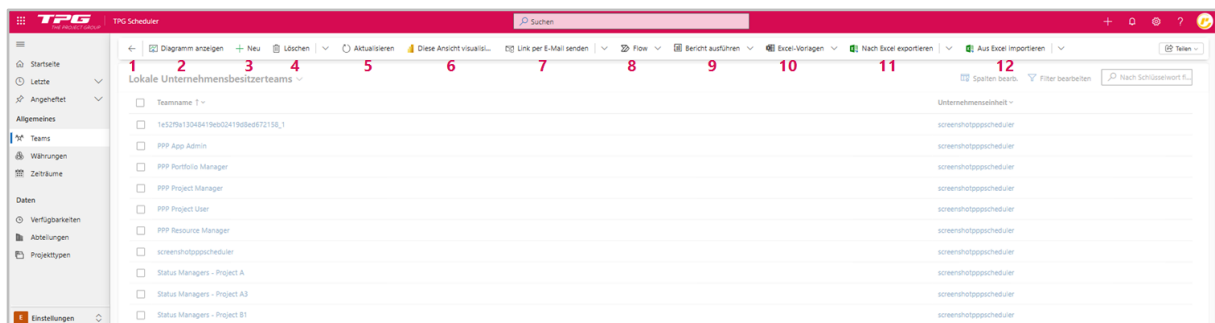 TPG
THE PROJECT GROUP
TPG Scheduler
Suchen
Diagramm anzeigen
Neu
Löschen
Aktualisieren
Diese Ansicht visualisi...
Link per E-Mail senden
Flow
Bericht ausführen
Excel-Vorlagen
Nach Excel exportieren
Aus Excel importieren
Teilen
1 2 3 4 5 6 7 8 9 10 11 12
Startseite
Letzte
Angeheftet
Allgemeines
Teams
Währungen
Zeiträume
Daten
Verfügbarkeiten
Abteilungen
Projekttypen
E Einstellungen
Lokale Unternehmensbesitzerteams
Spalten bearb.
Filter bearbeiten
Nach Schlüsselwort fi...
Teamname ↑
Unternehmenseinheit
screenshotpppscheduler
PPP App Admin
screenshotpppscheduler
PPP Portfolio Manager
screenshotpppscheduler
PPP Project Manager
screenshotpppscheduler
PPP Project User
screenshotpppscheduler
PPP Resource Manager
screenshotpppscheduler
screenshotpppscheduler
screenshotpppscheduler
Status Managers - Project A
screenshotpppscheduler
Status Managers - Project A3
screenshotpppscheduler
Status Managers - Project B1
screenshotpppscheduler